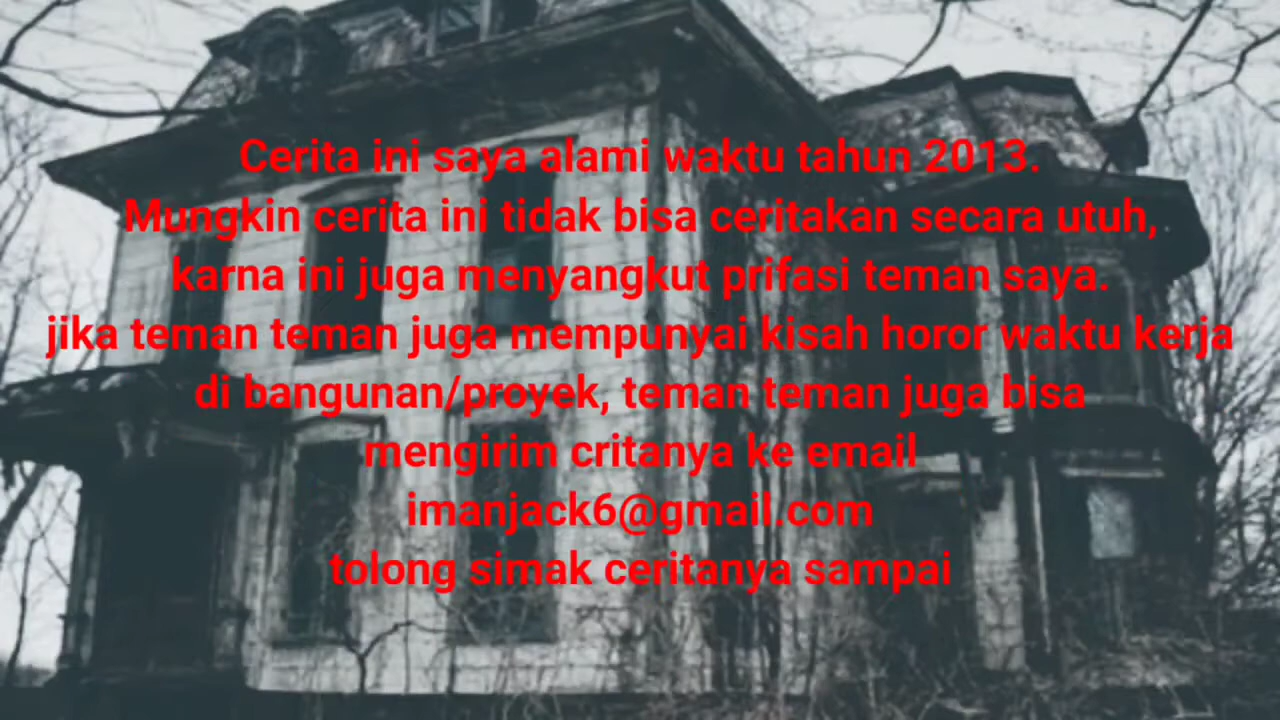 Cerita ini saya alami waktu tahun 2013.
Mungkin cerita ini tidak bisa ceritakan secara utuh,
karna ini juga menyangkut prifasi teman saya.
jika teman teman juga mempunyai kisah horor waktu kerja
di bangunan/proyek, teman teman juga bisa
mengirim critanya ke email
imanjack6@gmail.com
tolong simak ceritanya sampai